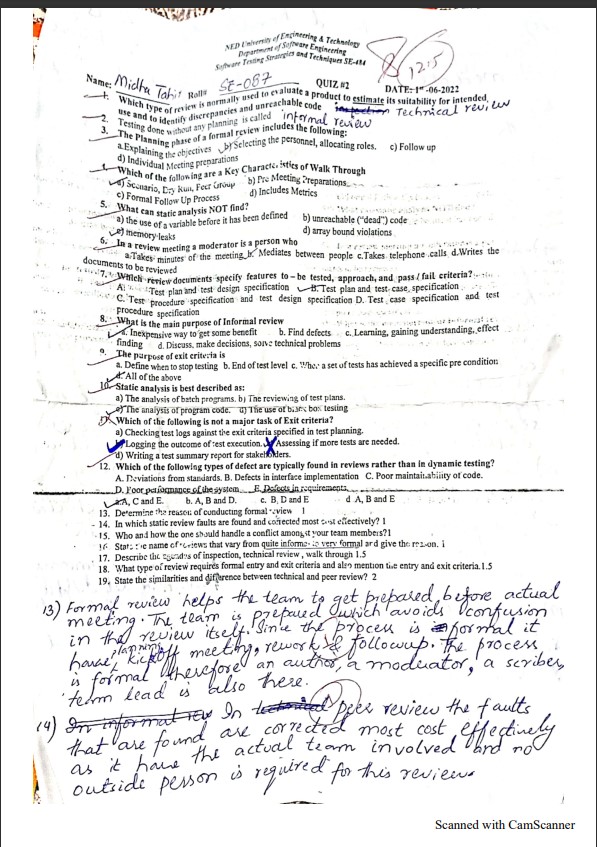 NED University of Engineering & Technology
Department of Software Engineering
Software Testing Strategies and Techniques SE-484
8 12.5
Name: Midha Tahir Roll# SE-087 QUIZ #2 DATE: 1st -06-2022
1. Which type of review is normally used to evaluate a product to estimate its suitability for intended,
use and to identify discrepancies and unreachable code Technical review
2. Testing done without any planning is called informal review
3. The Planning phase of a formal review includes the following:
a.Explaining the objectives b) Selecting the personnel, allocating roles. c) Follow up
d) Individual Meeting preparations
4. Which of the following are a Key Characteristics of Walk Through
a) Scenario, Dry Run, Peer Group b) Pre Meeting Preparations
c) Formal Follow Up Process d) Includes Metrics
5. What can static analysis NOT find?
a) the use of a variable before it has been defined b) unreachable ("dead") code
c) memory leaks d) array bound violations
6. In a review meeting a moderator is a person who
a.Takes minutes of the meeting b. Mediates between people c.Takes telephone calls d.Writes the
documents to be reviewed
7. Which review documents specify features to – be tested, approach, and pass / fail criteria?
A. Test plan and test design specification B. Test plan and test case, specification
C. Test procedure specification and test design specification D. Test case specification and test
procedure specification
8. What is the main purpose of Informal review
a. Inexpensive way to get some benefit b. Find defects c. Learning, gaining understanding, effect
finding d. Discuss, make decisions, solve technical problems
9. The purpose of exit criteria is
a. Define when to stop testing b. End of test level c. When a set of tests has achieved a specific pre condition
d. All of the above
10. Static analysis is best described as:
a) The analysis of batch programs. b) The reviewing of test plans.
c) The analysis of program code. d) The use of black box testing
Which of the following is not a major task of Exit criteria?
a) Checking test logs against the exit criteria specified in test planning.
b) Logging the outcome of test execution. Assessing if more tests are needed.
d) Writing a test summary report for stakeholders.
12. Which of the following types of defect are typically found in reviews rather than in dynamic testing?
A. Deviations from standards. B. Defects in interface implementation C. Poor maintainability of code.
D. Poor performance of the system E. Defects in requirements
a. A, C and E. b. A, B and D. c. B, D and E d A, B and E
13. Determine the reason of conducting formal review 1
14. In which static review faults are found and corrected most cost effectively? 1
15. Who and how the one should handle a conflict amongst your team members?1
16. State the name of reviews that vary from quite informal to very formal and give the reason. 1
17. Describe the agendas of inspection, technical review, walk through 1.5
18. What type of review requires formal entry and exit criteria and also mention the entry and exit criteria.1.5
19. State the similarities and difference between technical and peer review? 2
13) Formal review helps the team to get prepared before actual
meeting. The team is prepared which avoids confusion
in the review itself. Since the process is formal it
have planning, kickoff meeting, rework & followup. The process
is formal therefore an author, a moderator, a scriber,
team lead is also there.
14) In informal rev In technical peer review the faults
that are found are corrected most cost effectively
as it have the actual team involved and no
outside person is required for this review.
Scanned with CamScanner